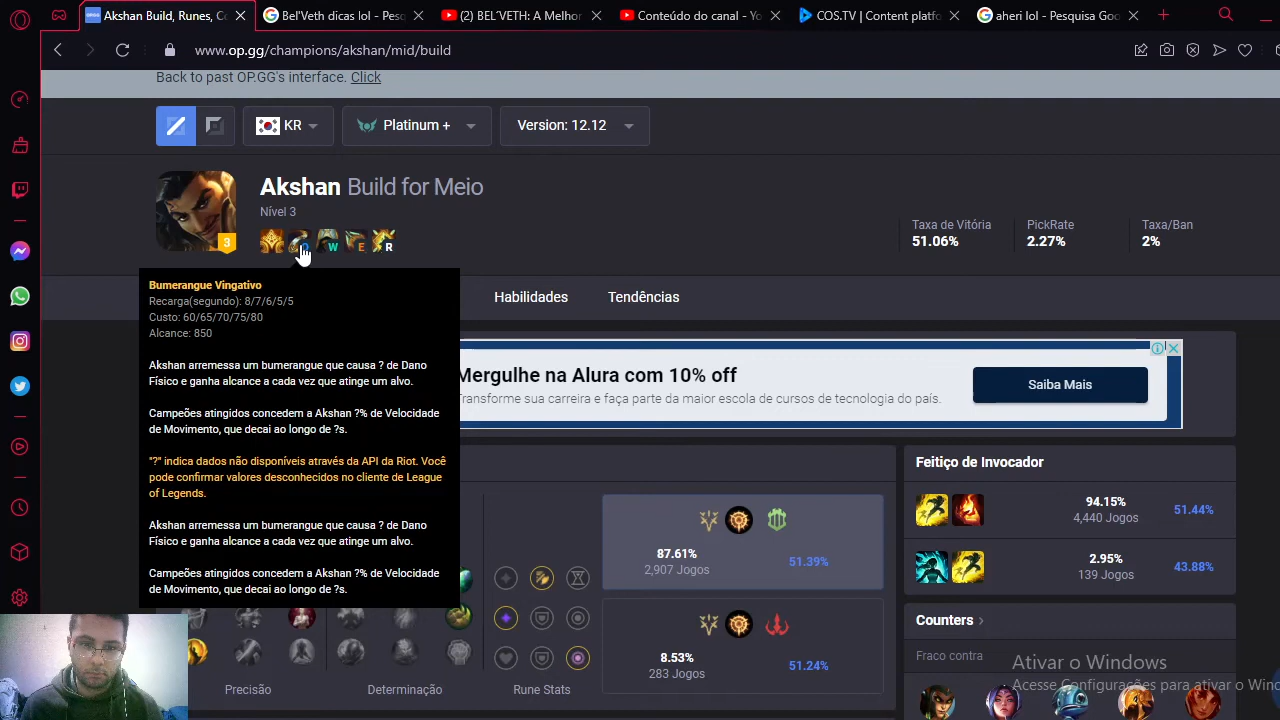 Akshan Build, Runes, Co
Bel'Veth dicas lol - Pesq
(2) BEL´VETH: A Melhor
Conteúdo do canal - Yo
COS.TV | Content platf
aheri lol - Pesquisa Goo
www.op.gg/champions/akshan/mid/build
Back to past OP.GG's interface. Click
KR
Platinum +
Version: 12.12
Akshan Build for Meio
Nível 3
3
Q
W
E
R
Taxa de Vitória
51.06%
PickRate
2.27%
Taxa/Ban
2%
Habilidades
Tendências
Bumerangue Vingativo
Recarga(segundo): 8/7/6/5/5
Custo: 60/65/70/75/80
Alcance: 850
Akshan arremessa um bumerangue que causa ? de Dano
Físico e ganha alcance a cada vez que atinge um alvo.
Campeões atingidos concedem a Akshan ?% de Velocidade
de Movimento, que decai ao longo de ?s.
"?" indica dados não disponíveis através da API da Riot. Você
pode confirmar valores desconhecidos no cliente de League
of Legends.
Akshan arremessa um bumerangue que causa ? de Dano
Físico e ganha alcance a cada vez que atinge um alvo.
Campeões atingidos concedem a Akshan ?% de Velocidade
de Movimento, que decai ao longo de ?s.
Mergulhe na Alura com 10% off
Transforme sua carreira e faça parte da maior escola de cursos de tecnologia do país.
Saiba Mais
87.61%
2,907 Jogos
51.39%
8.53%
283 Jogos
51.24%
Precisão
Determinação
Rune Stats
Feitiço de Invocador
94.15%
4,440 Jogos
51.44%
2.95%
139 Jogos
43.88%
Counters
Fraco contra
Ativar o Windows
Acesse Configurações para ativar o Wind